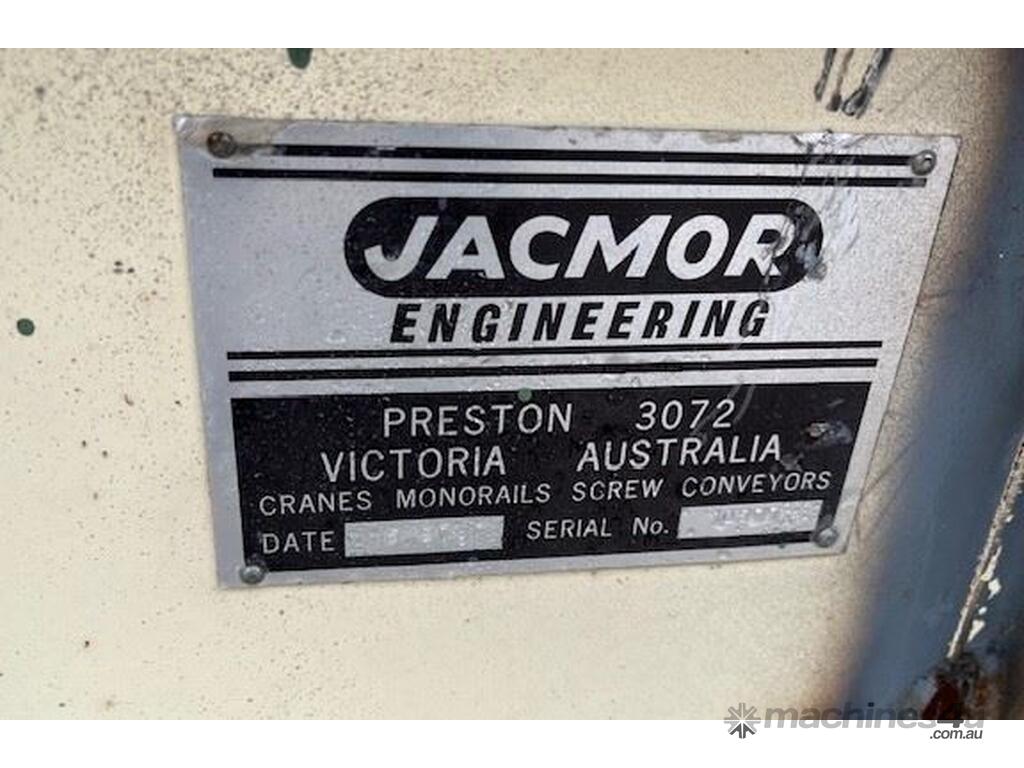 JACMOR
ENGINEERING
PRESTON 3072
VICTORIA AUSTRALIA
CRANES MONORAILS SCREW CONVEYORS
DATE SERIAL No.
machines4u
.com.au